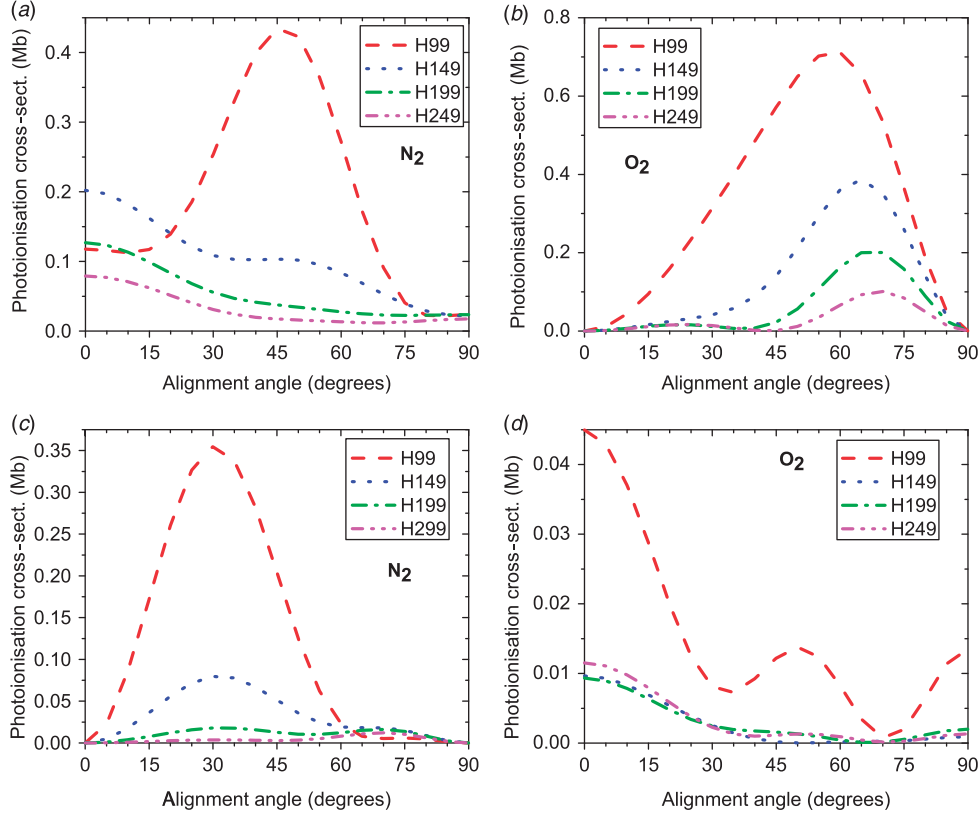 (a)
Photoionisation cross-sect. (Mb)
0.4
0.3
0.2
0.1
0.0
H99
H149
H199
H249
N2
0 15 30 45 60 75 90
Alignment angle (degrees)
(b)
Photoionisation cross-sect. (Mb)
0.8
0.6
0.4
0.2
0.0
H99
H149
H199
H249
O2
0 15 30 45 60 75 90
Alignment angle (degrees)
(c)
Photoionisation cross-sect. (Mb)
0.35
0.30
0.25
0.20
0.15
0.10
0.05
0.00
H99
H149
H199
H299
N2
0 15 30 45 60 75 90
Alignment angle (degrees)
(d)
Photoionisation cross-sect. (Mb)
0.04
0.03
0.02
0.01
0.00
O2
H99
H149
H199
H249
0 15 30 45 60 75 90
Alignment angle (degrees)